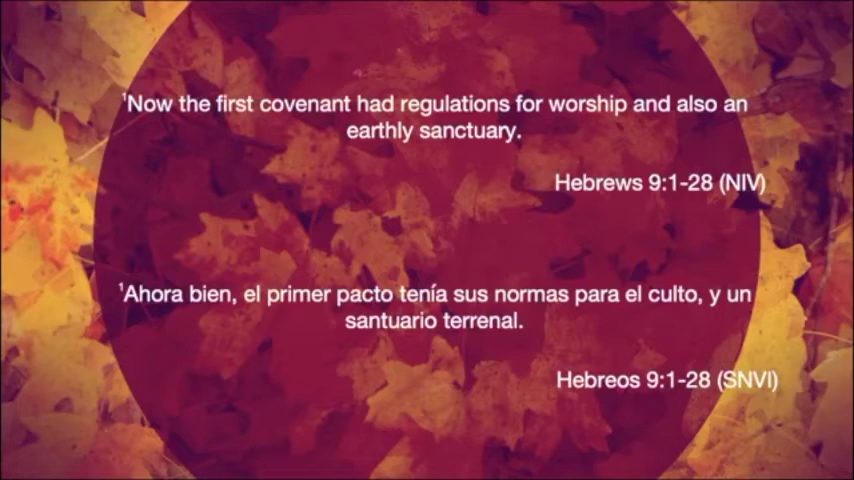 ¹Now the first covenant had regulations for worship and also an
earthly sanctuary.
Hebrews 9:1-28 (NIV)
¹Ahora bien, el primer pacto tenía sus normas para el culto, y un
santuario terrenal.
Hebreos 9:1-28 (SNVI)